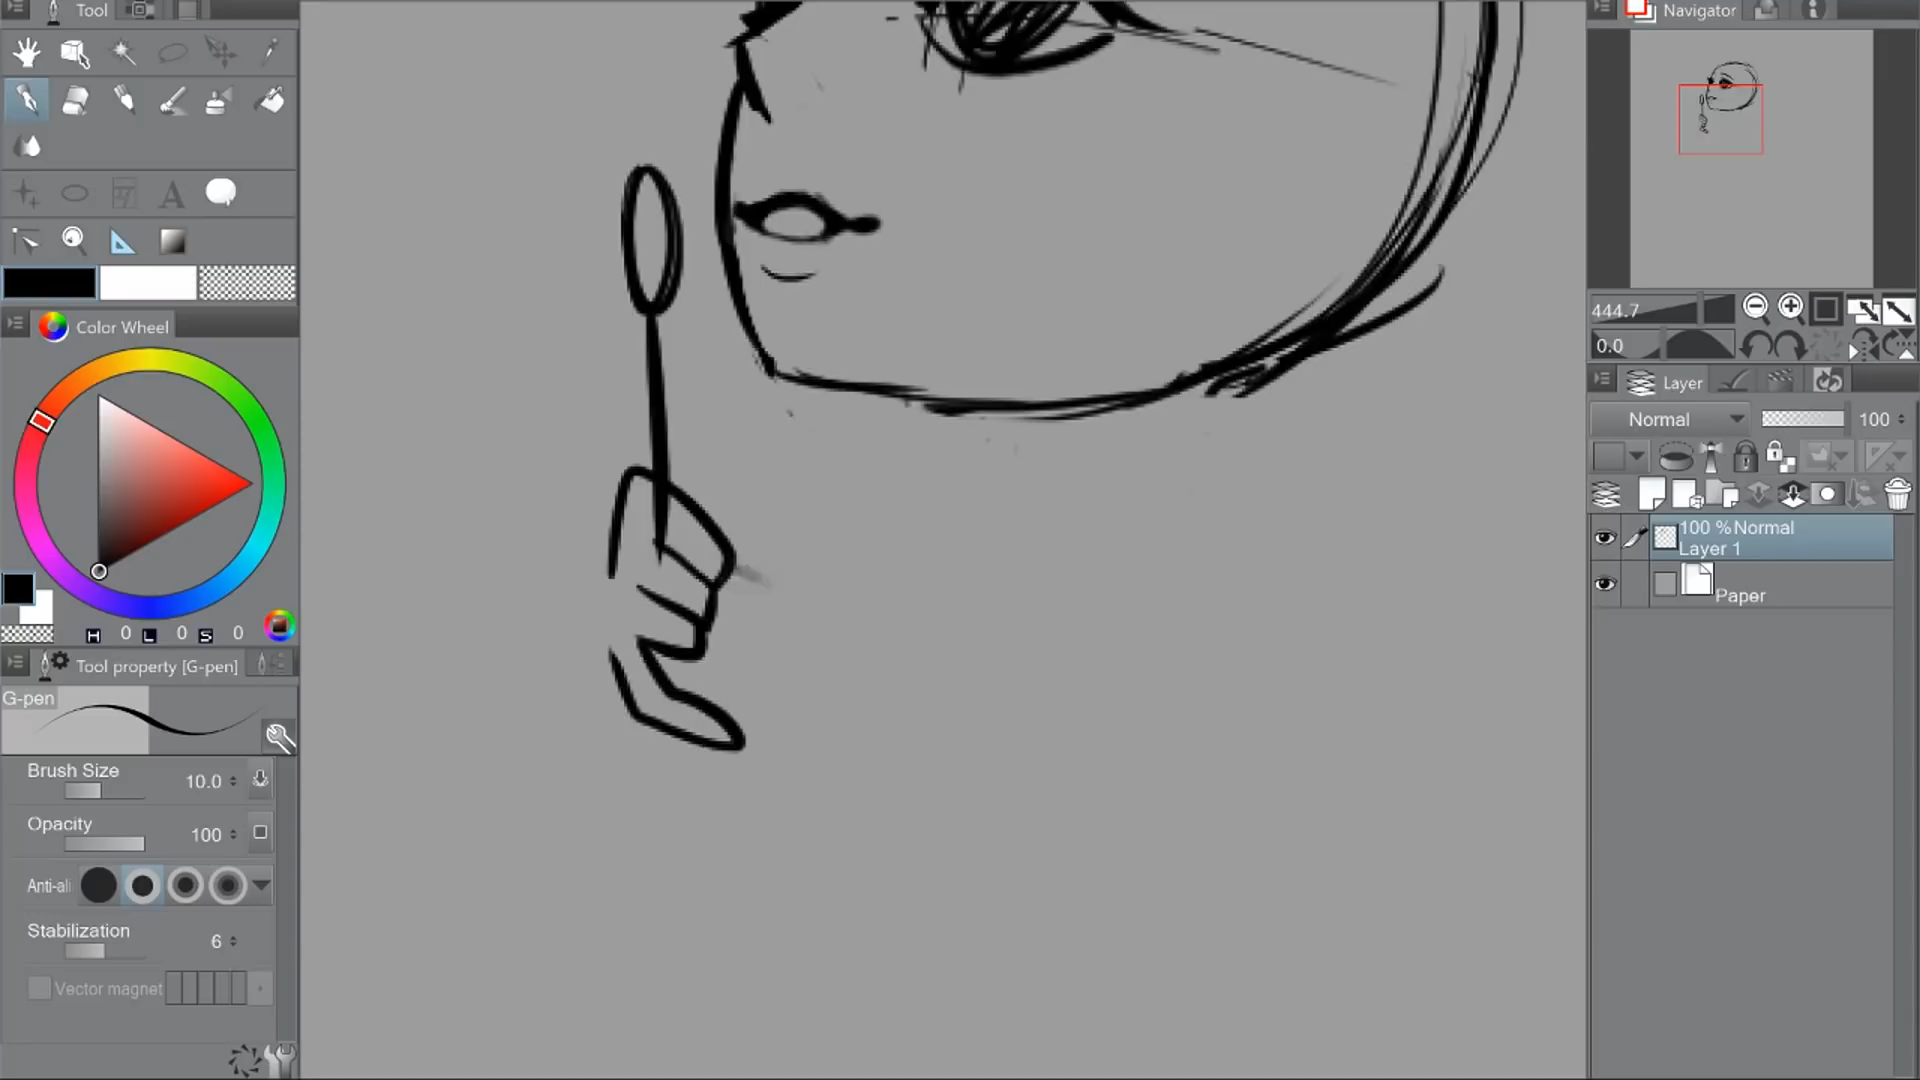 Tool
Color Wheel
H 0 L 0 S 0
Tool property [G-pen]
G-pen
Brush Size 10.0
Opacity 100
Anti-ali
Stabilization 6
Vector magnet
Navigator
444.7
0.0
Layer
Normal 100
100 %Normal
Layer 1
Paper